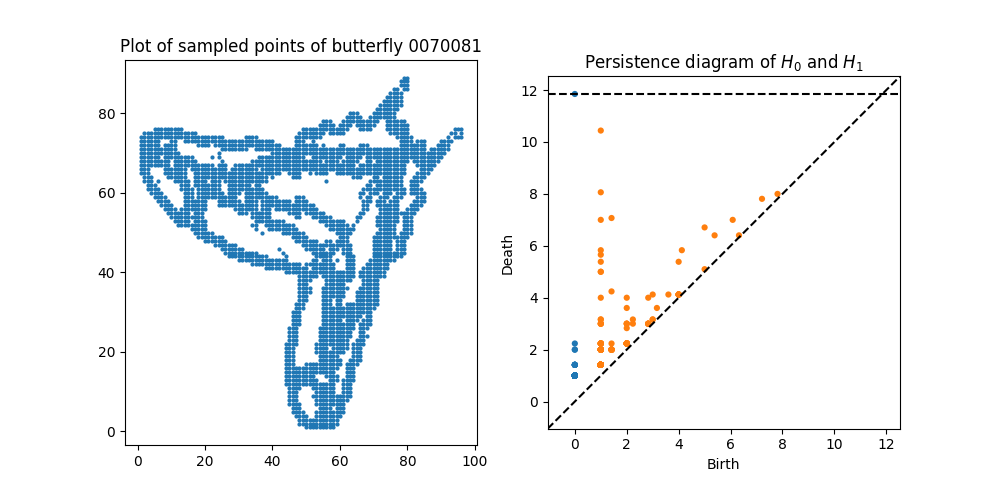 Plot of sampled points of butterfly 0070081
80
60
40
20
0
0 20 40 60 80 100
Persistence diagram of H₀ and H₁
Death
12
10
8
6
4
2
0
0 2 4 6 8 10 12
Birth